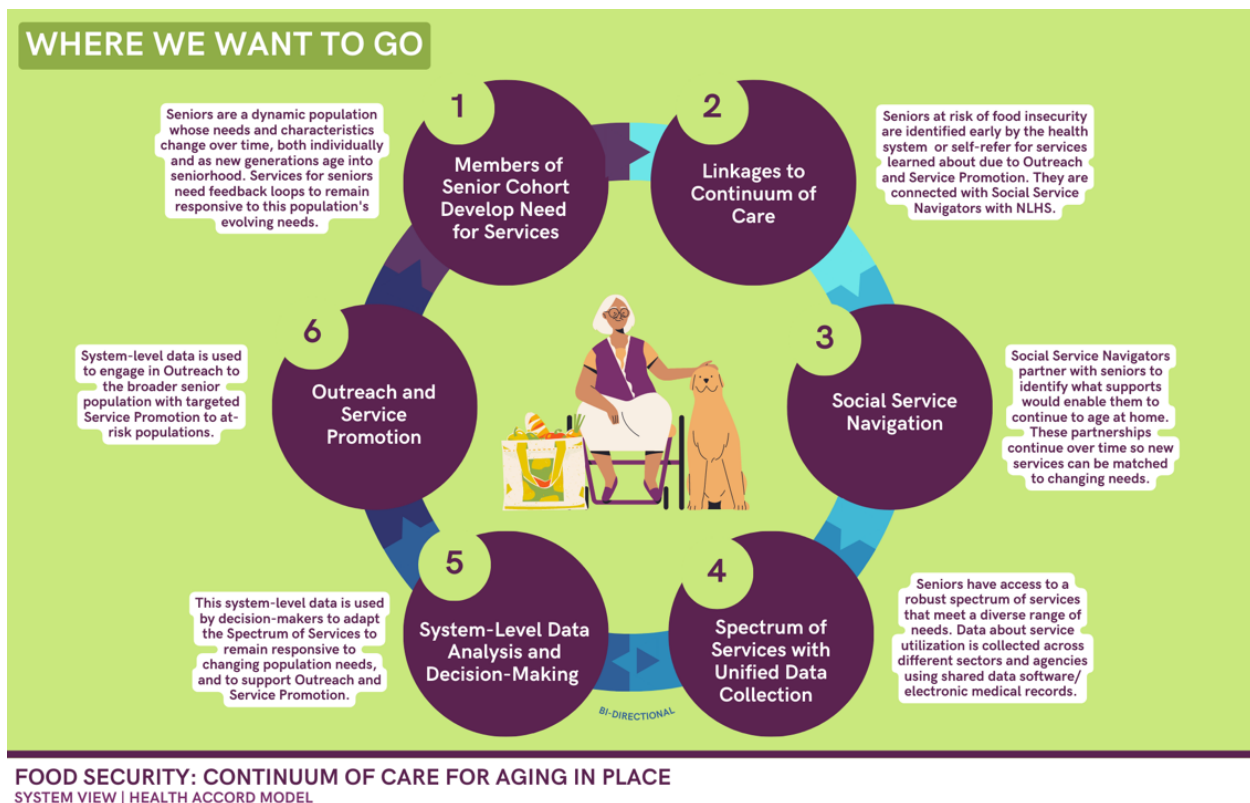 WHERE WE WANT TO GO
1
Members of
Senior Cohort
Develop Need
for Services
Seniors are a dynamic population
whose needs and characteristics
change over time, both individually
and as new generations age into
seniorhood. Services for seniors
need feedback loops to remain
responsive to this population's
evolving needs.
2
Linkages to
Continuum of
Care
Seniors at risk of food insecurity
are identified early by the health
system or self-refer for services
learned about due to Outreach
and Service Promotion. They are
connected with Social Service
Navigators with NLHS.
3
Social Service
Navigation
Social Service Navigators
partner with seniors to
identify what supports
would enable them to
continue to age at home.
These partnerships
continue over time so new
services can be matched
to changing needs.
4
Spectrum of
Services with
Unified Data
Collection
Seniors have access to a
robust spectrum of services
that meet a diverse range of
needs. Data about service
utilization is collected across
different sectors and agencies
using shared data software/
electronic medical records.
BI-DIRECTIONAL
5
System-Level Data
Analysis and
Decision-Making
This system-level data is used
by decision-makers to adapt
the Spectrum of Services to
remain responsive to
changing population needs,
and to support Outreach and
Service Promotion.
6
Outreach and
Service
Promotion
System-level data is used
to engage in Outreach to
the broader senior
population with targeted
Service Promotion to at-
risk populations.
FOOD SECURITY: CONTINUUM OF CARE FOR AGING IN PLACE
SYSTEM VIEW | HEALTH ACCORD MODEL